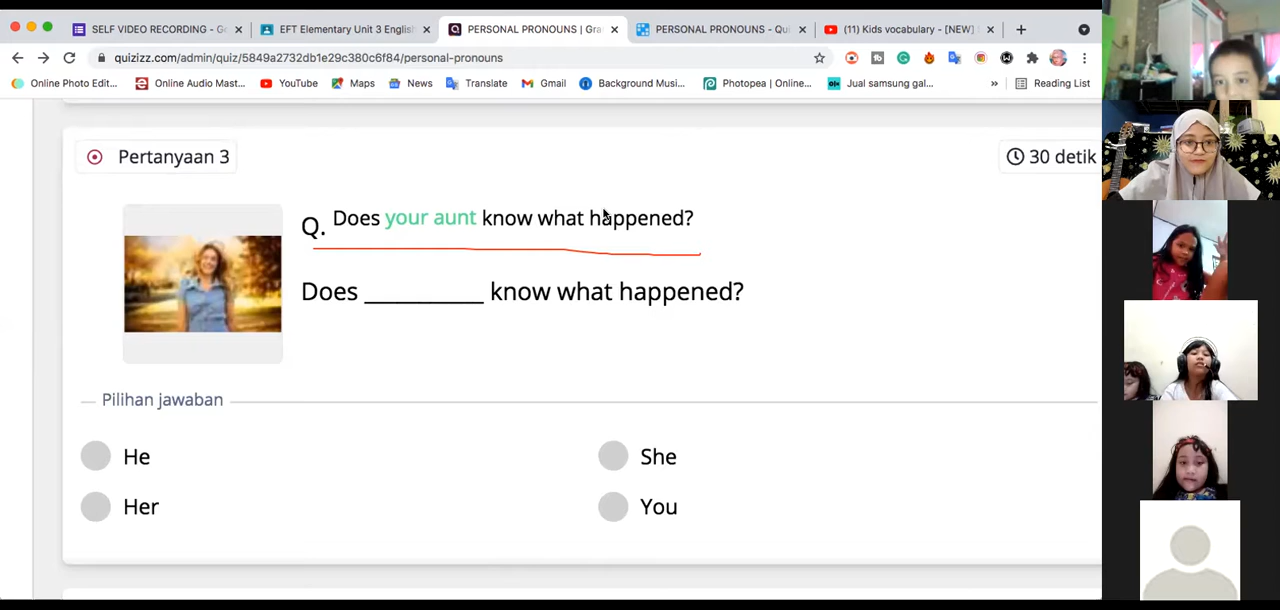 SELF VIDEO RECORDING - Ge
EFT Elementary Unit 3 Englis
PERSONAL PRONOUNS | Gra
PERSONAL PRONOUNS - Qui
(11) Kids vocabulary - [NEW]
quizizz.com/admin/quiz/5849a2732db1e29c380c6f84/personal-pronouns
Online Photo Edit...
Online Audio Mast...
YouTube
Maps
News
Translate
Gmail
Background Musi...
Photopea | Online...
Jual samsung gal...
»
Reading List
Pertanyaan 3
30 detik
Q. Does your aunt know what happened?
Does __________ know what happened?
Pilihan jawaban
He
She
Her
You